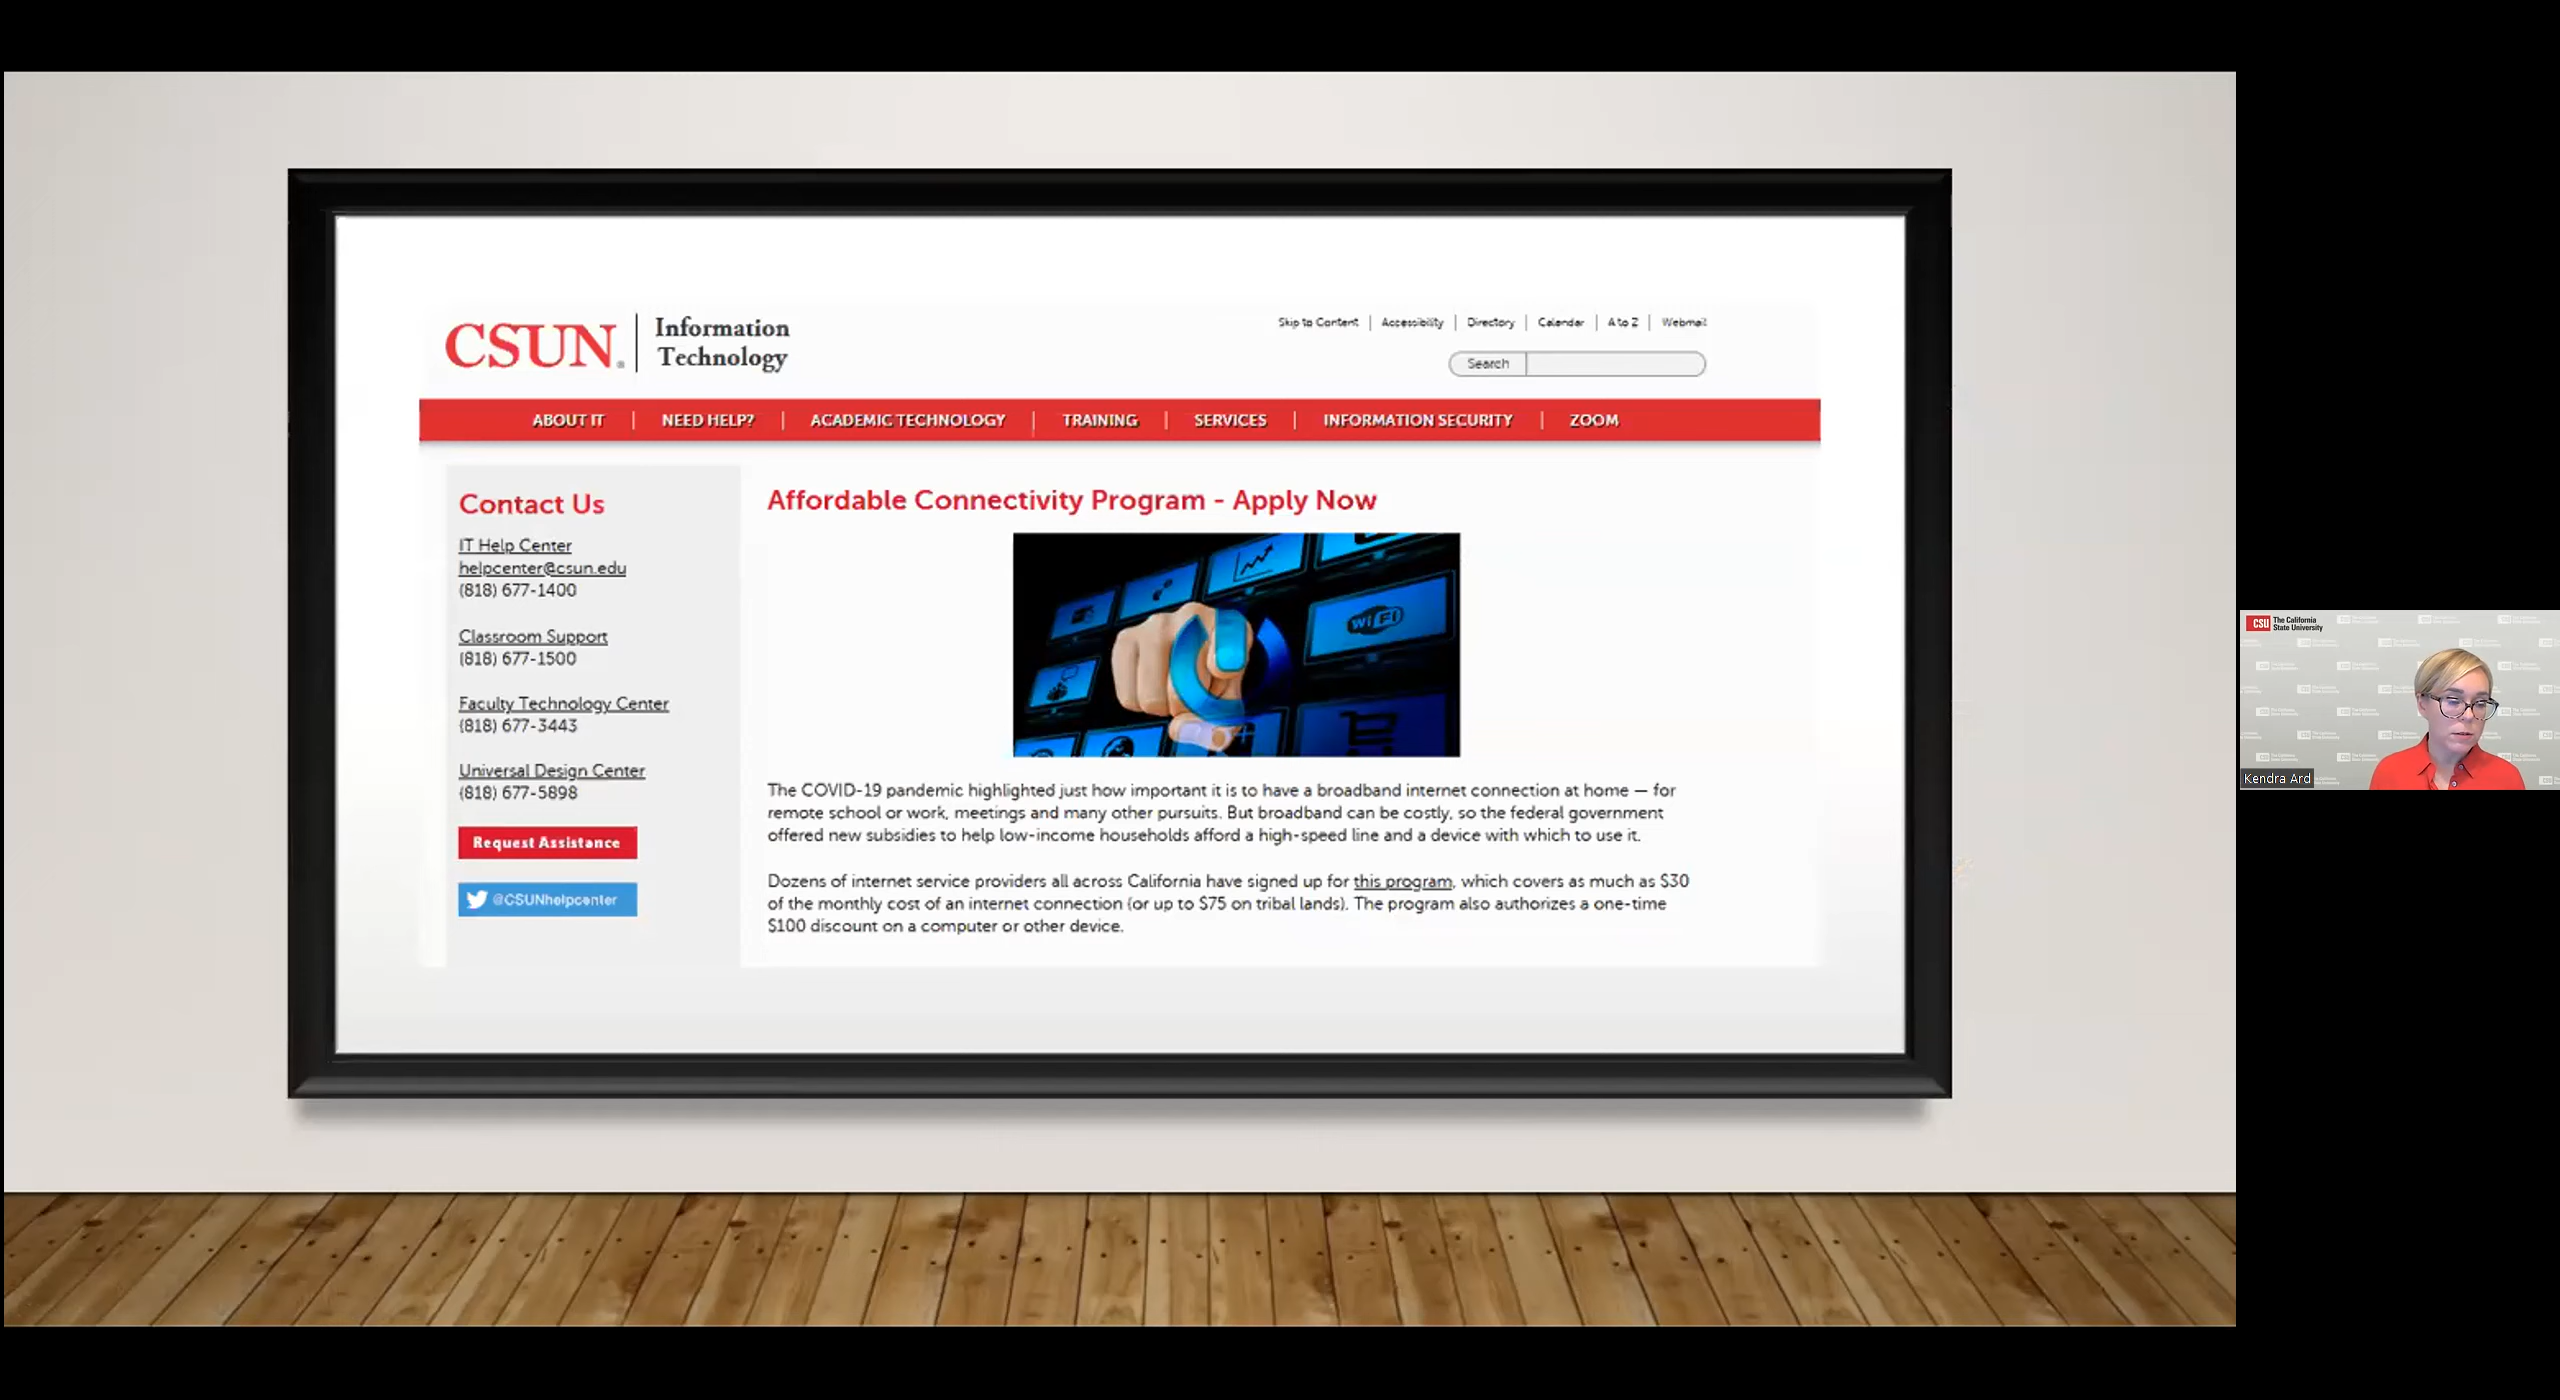 CSUN® | Information
Technology
Skip to Content | Accessibility | Directory | Calendar | A to Z | Webmail
Search
ABOUT IT | NEED HELP? | ACADEMIC TECHNOLOGY | TRAINING | SERVICES | INFORMATION SECURITY | ZOOM
Contact Us
IT Help Center
helpcenter@csun.edu
(818) 677-1400
Classroom Support
(818) 677-1500
Faculty Technology Center
(818) 677-3443
Universal Design Center
(818) 677-5898
Request Assistance
@CSUNhelpcenter
Affordable Connectivity Program - Apply Now
WiFi
The COVID-19 pandemic highlighted just how important it is to have a broadband internet connection at home — for
remote school or work, meetings and many other pursuits. But broadband can be costly, so the federal government
offered new subsidies to help low-income households afford a high-speed line and a device with which to use it.
Dozens of internet service providers all across California have signed up for this program, which covers as much as $30
of the monthly cost of an internet connection (or up to $75 on tribal lands). The program also authorizes a one-time
$100 discount on a computer or other device.
CSU The California
State University
Kendra Ard